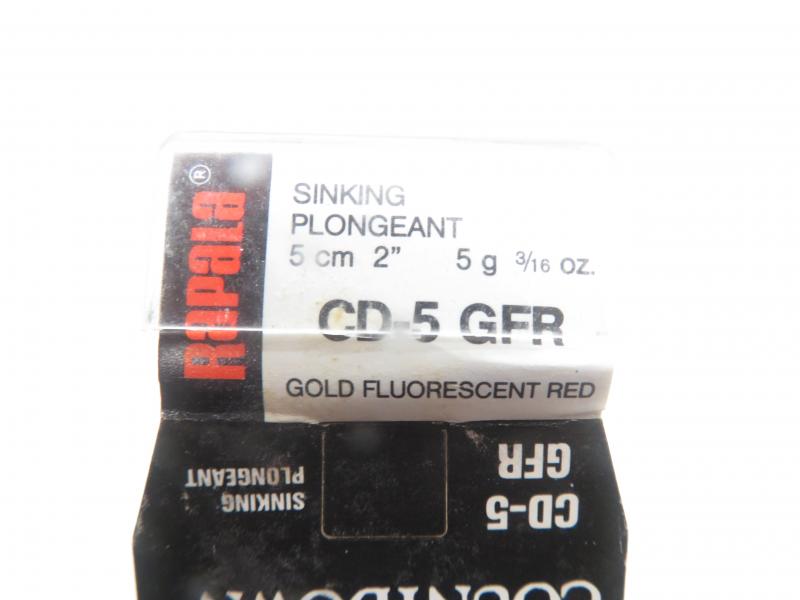 Rapala®
SINKING
PLONGEANT
5 cm 2" 5 g 3/16 oz.
CD-5 GFR
GOLD FLUORESCENT RED
CD-5
GFR
SINKING
PLONGEANT
COUNTDOWN